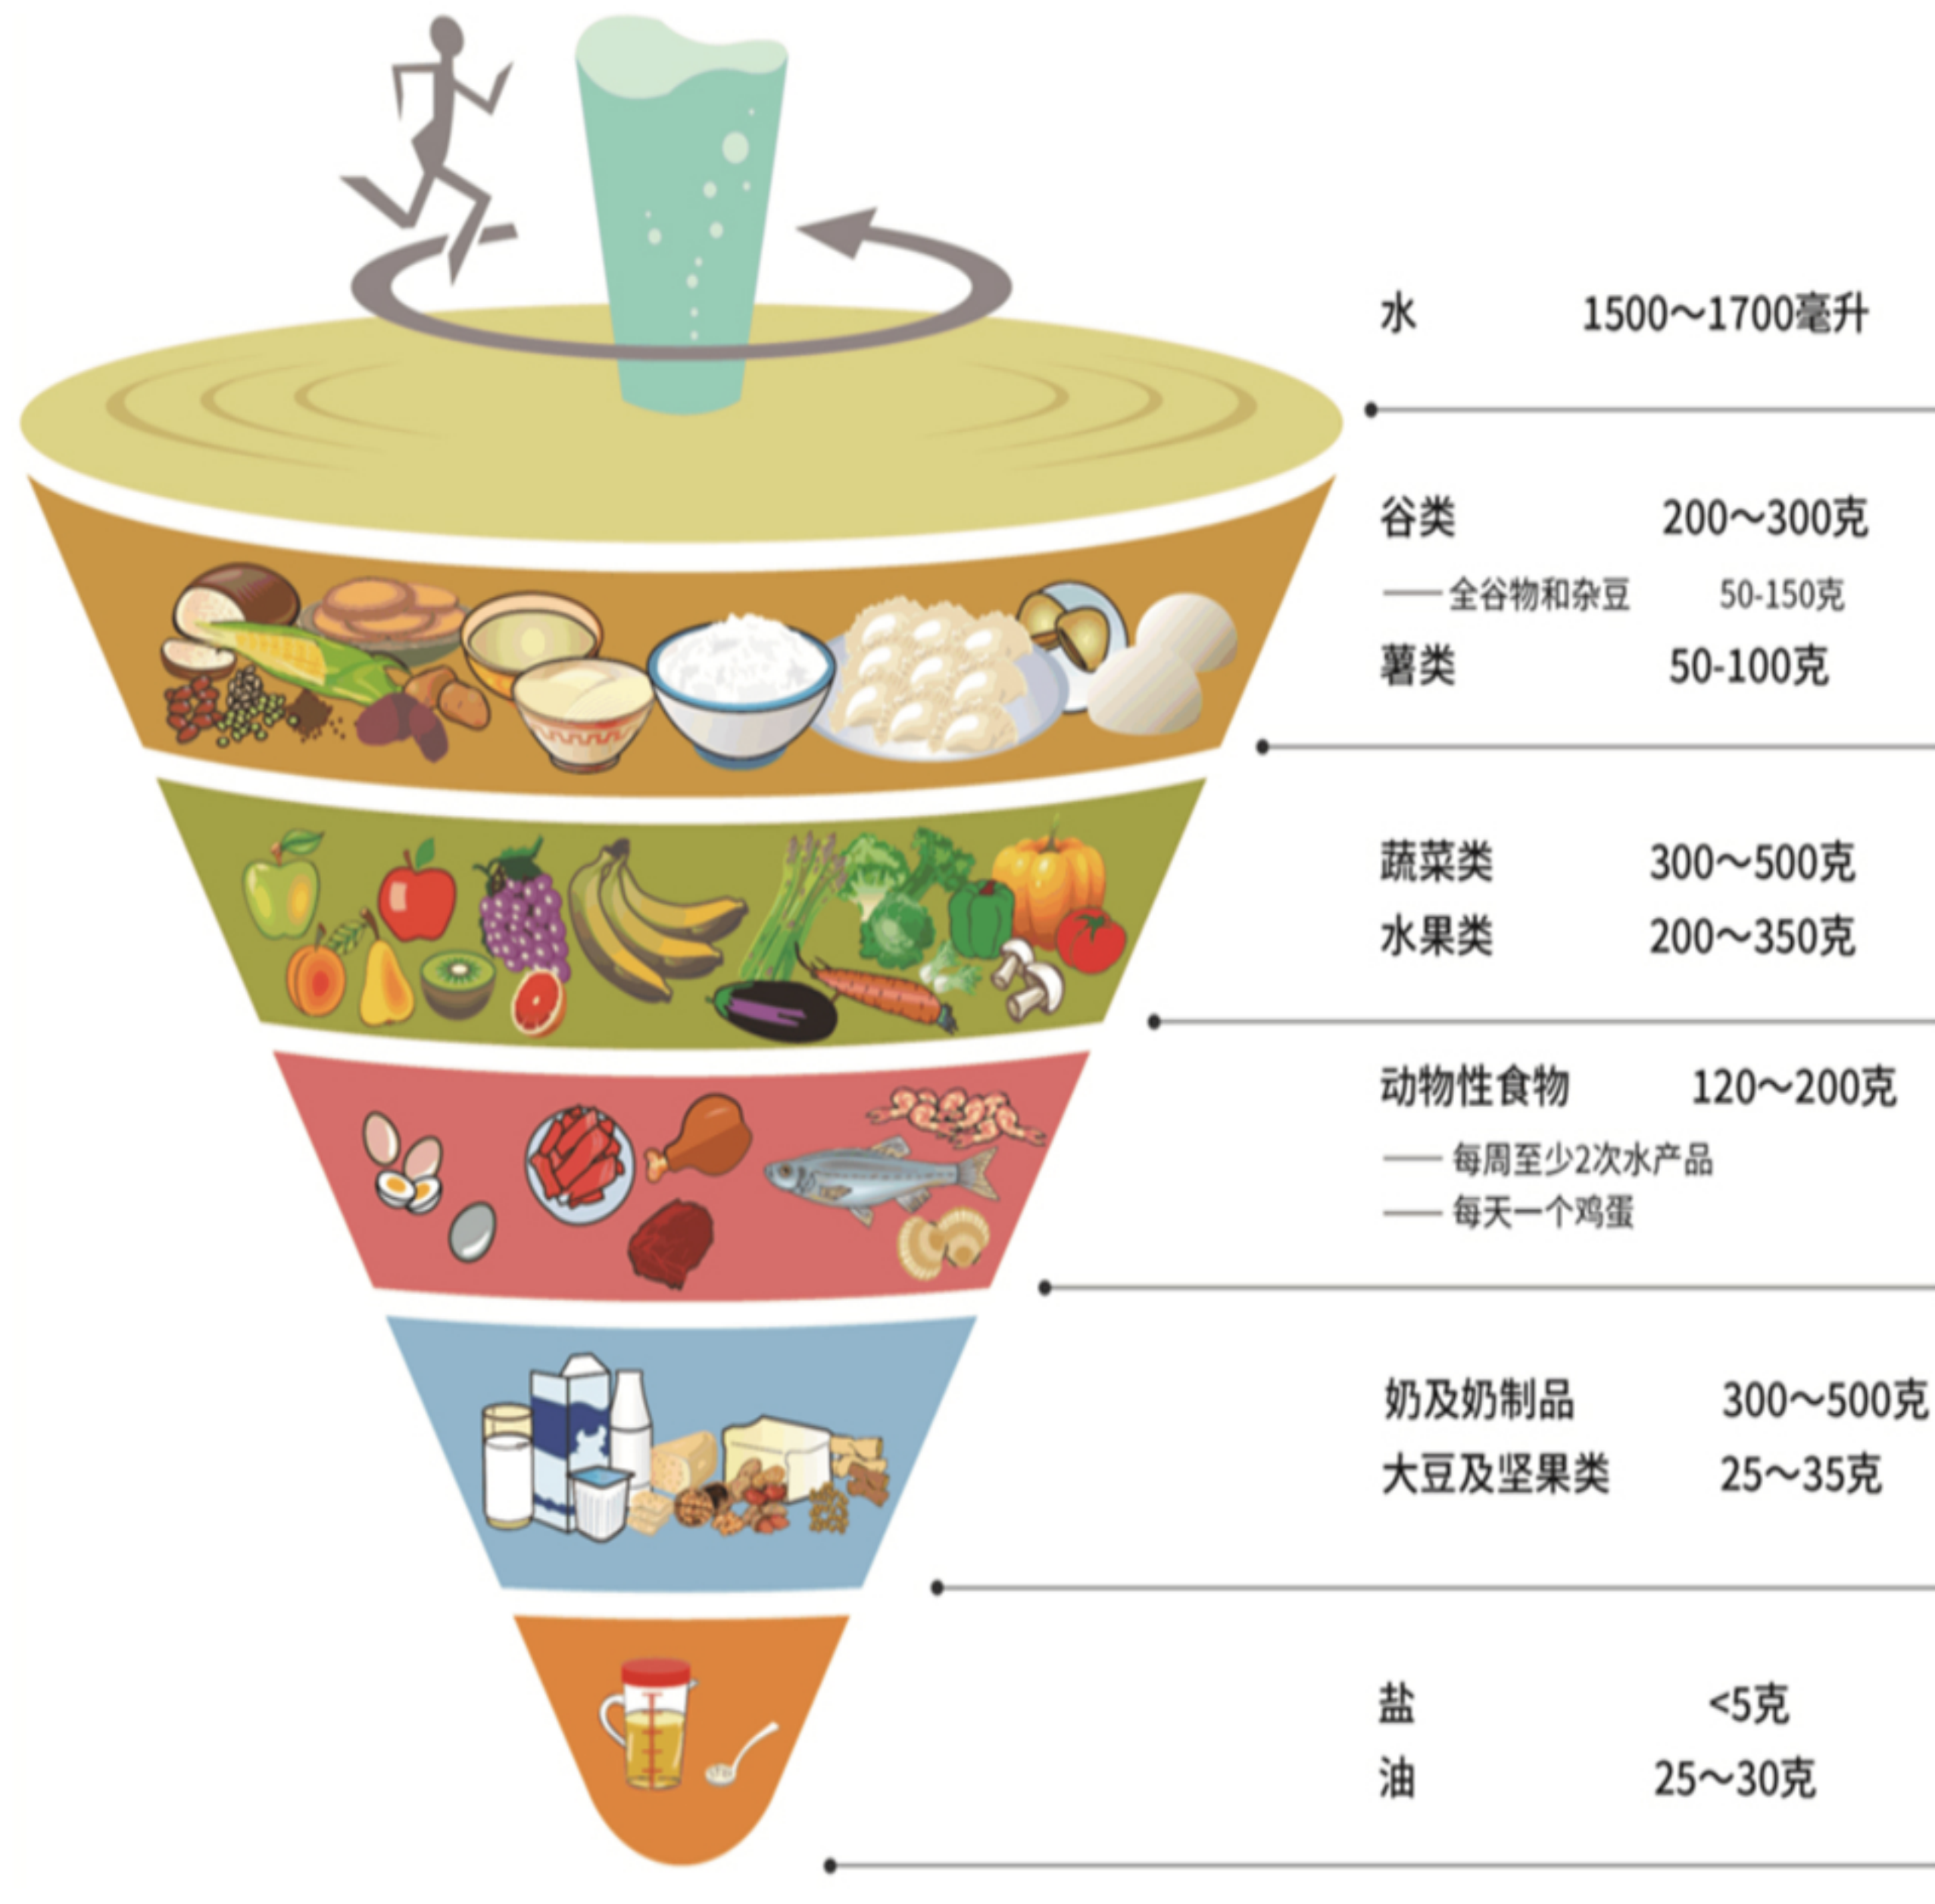 水 1500～1700毫升
谷类 200～300克
全谷物和杂豆 50-150克
薯类 50-100克
蔬菜类 300～500克
水果类 200～350克
动物性食物 120～200克
每周至少2次水产品
每天一个鸡蛋
奶及奶制品 300～500克
大豆及坚果类 25～35克
盐 <5克
油 25～30克